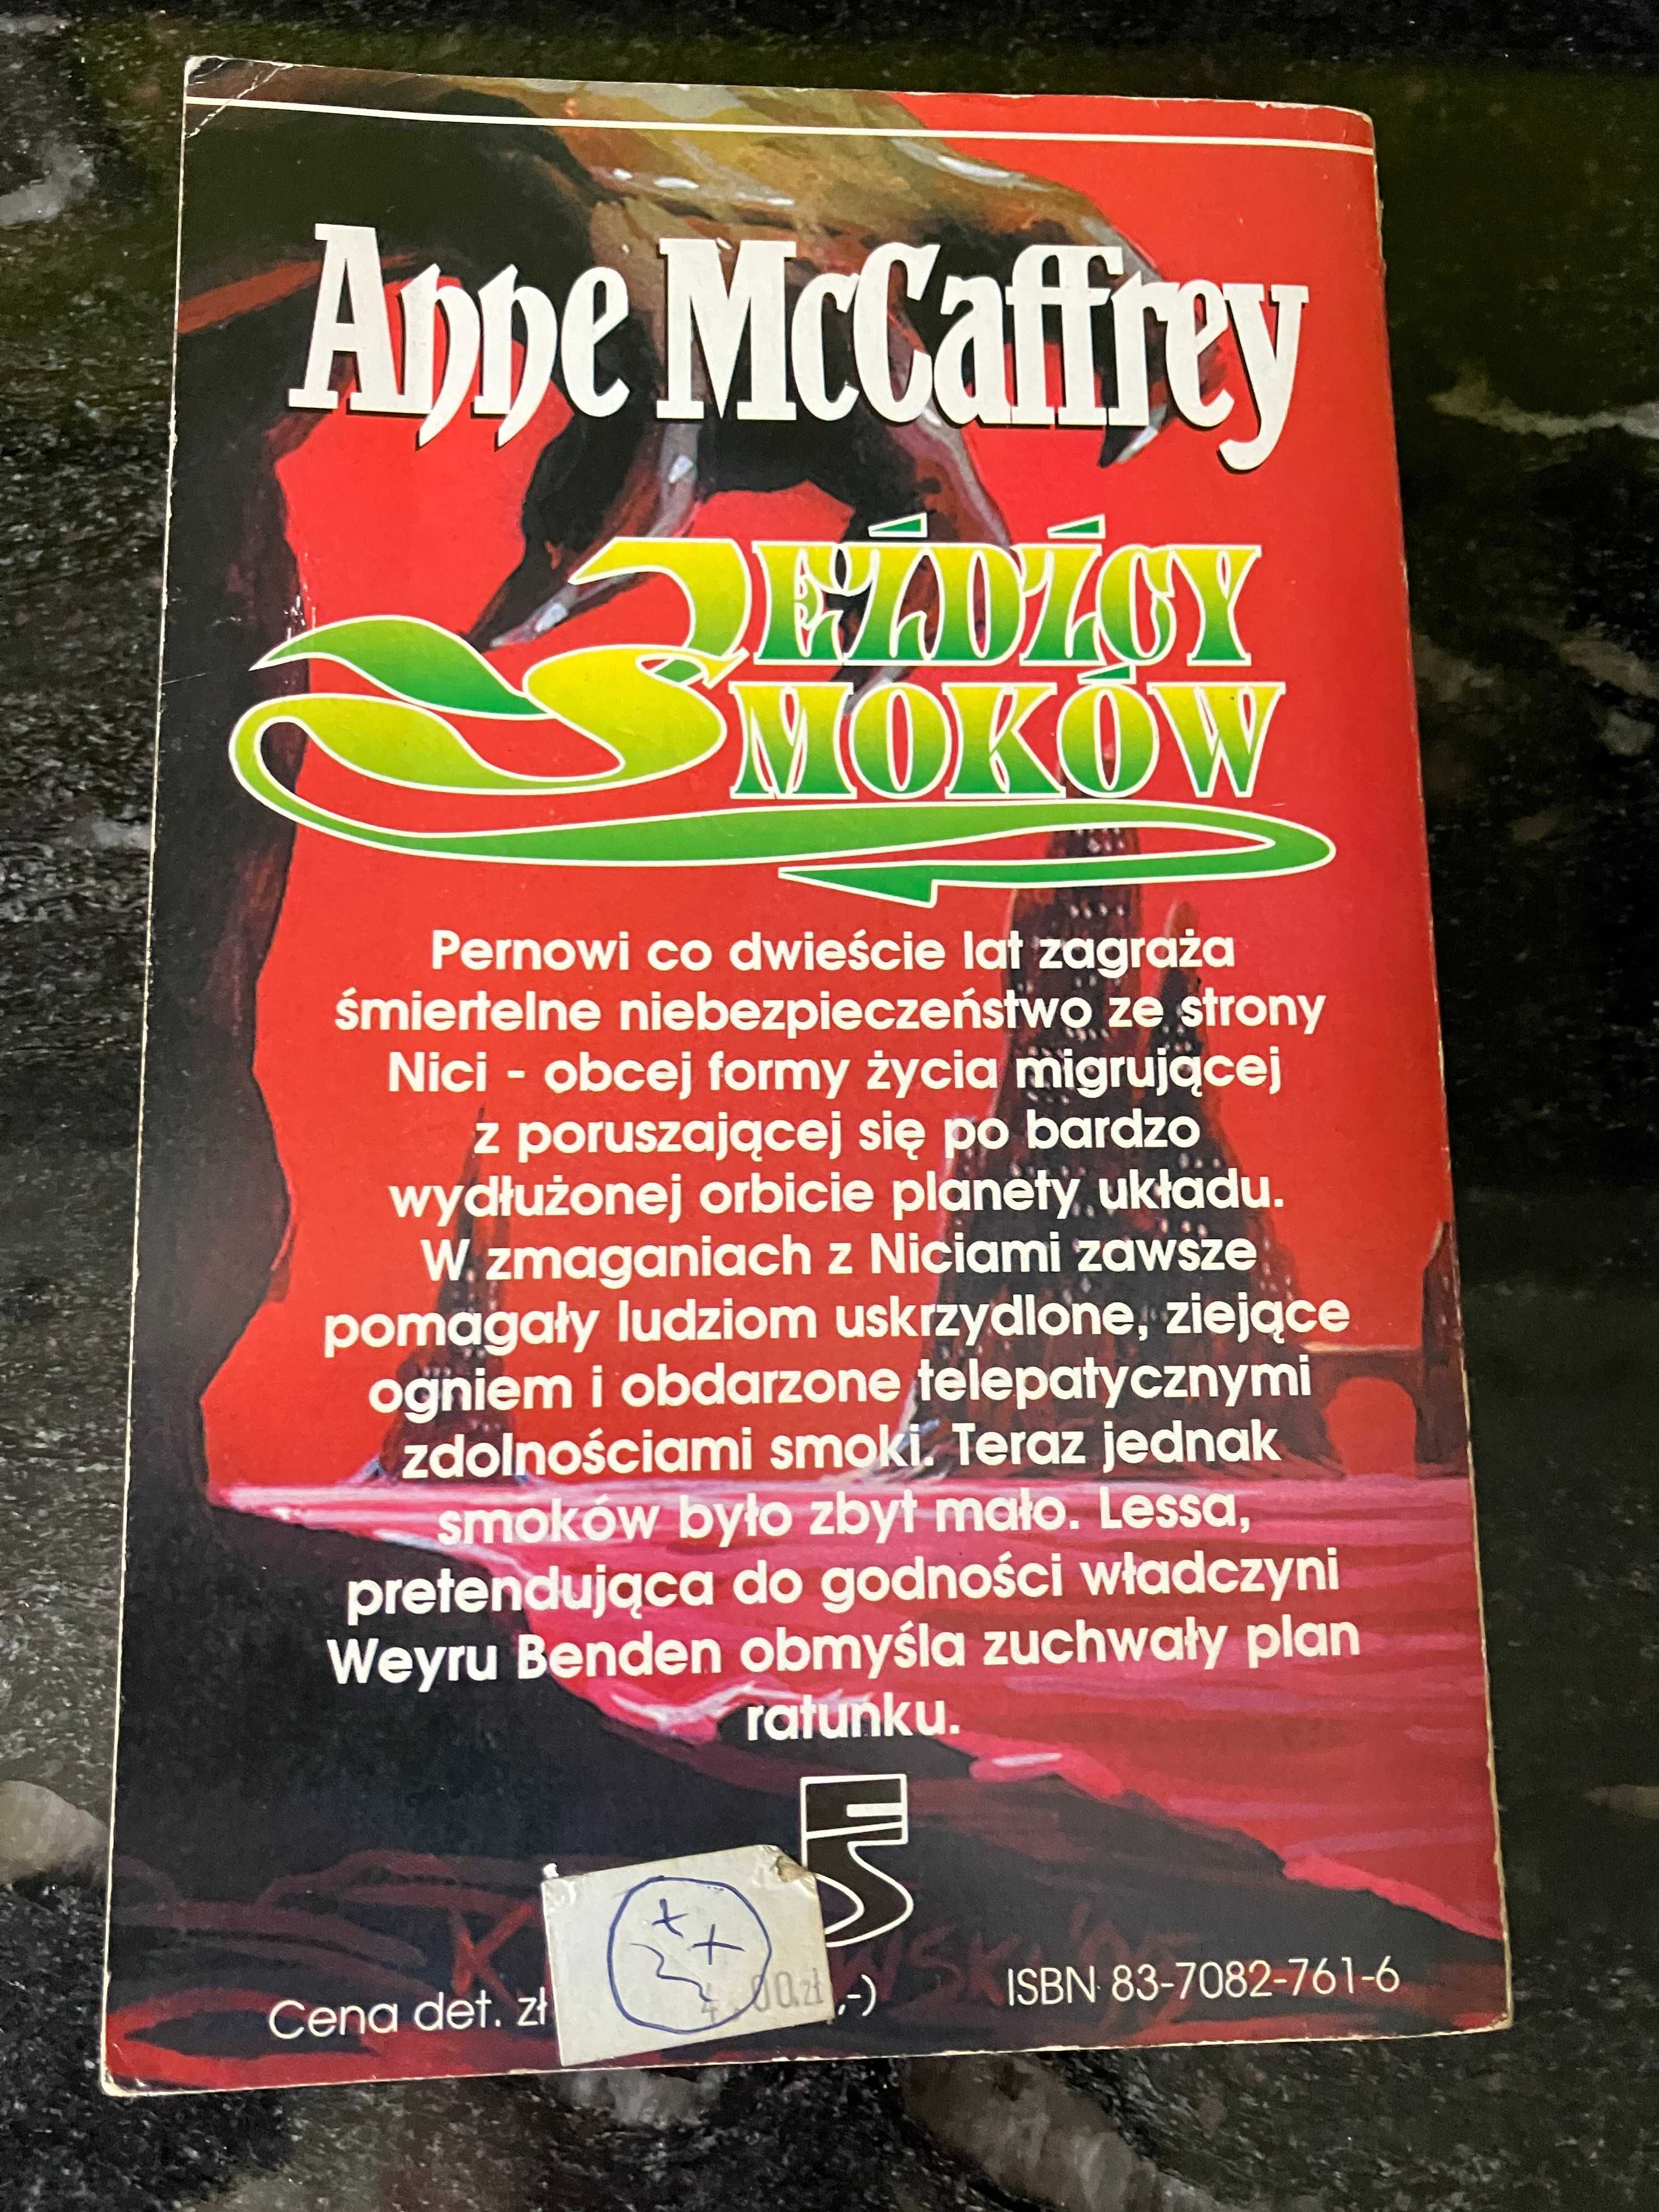 Anne McCaffrey
JEŹDŹCY
SMOKÓW
Pernowi co dwieście lat zagraża
śmiertelne niebezpieczeństwo ze strony
Nici - obcej formy życia migrującej
z poruszającej się po bardzo
wydłużonej orbicie planety układu.
W zmaganiach z Niciami zawsze
pomagały ludziom uskrzydlone, ziejące
ogniem i obdarzone telepatycznymi
zdolnościami smoki. Teraz jednak
smoków było zbyt mało. Lessa,
pretendująca do godności władczyni
Weyru Benden obmyśla zuchwały plan
ratunku.
Cena det. zł
4.00zł
,-)
ISBN 83-7082-761-6